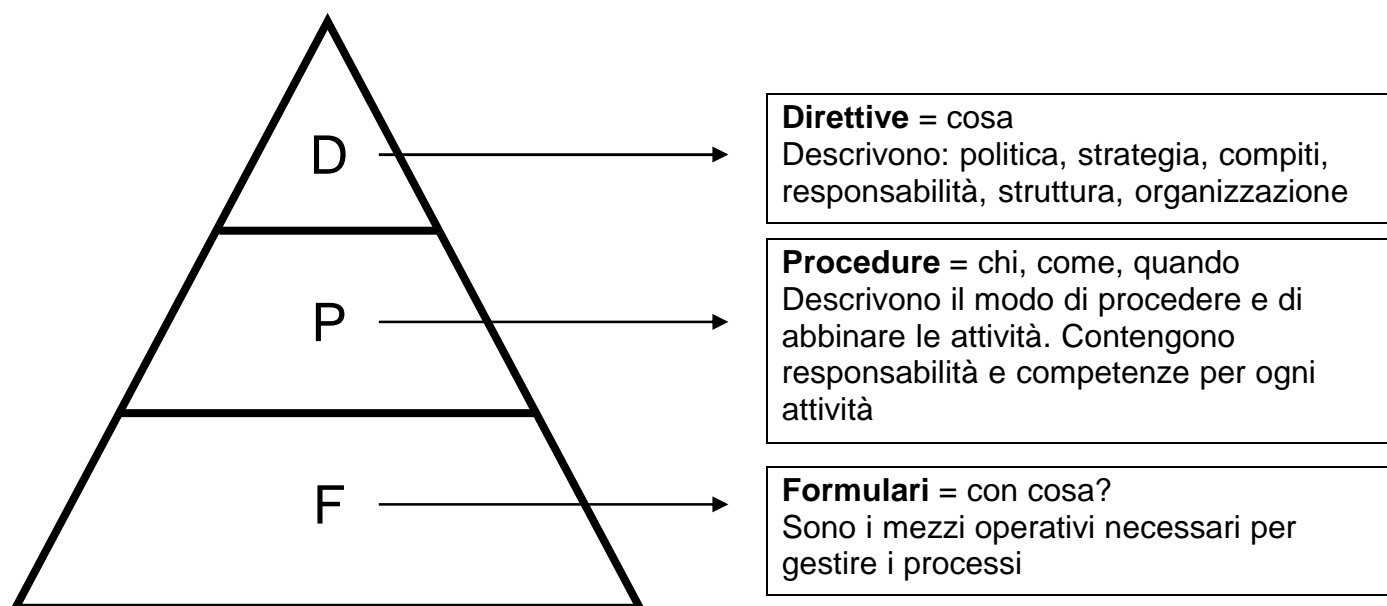 D
Direttive = cosa
Descrivono: politica, strategia, compiti,
responsabilità, struttura, organizzazione
P
Procedure = chi, come, quando
Descrivono il modo di procedere e di
abbinare le attività. Contengono
responsabilità e competenze per ogni
attività
F
Formulari = con cosa?
Sono i mezzi operativi necessari per
gestire i processi